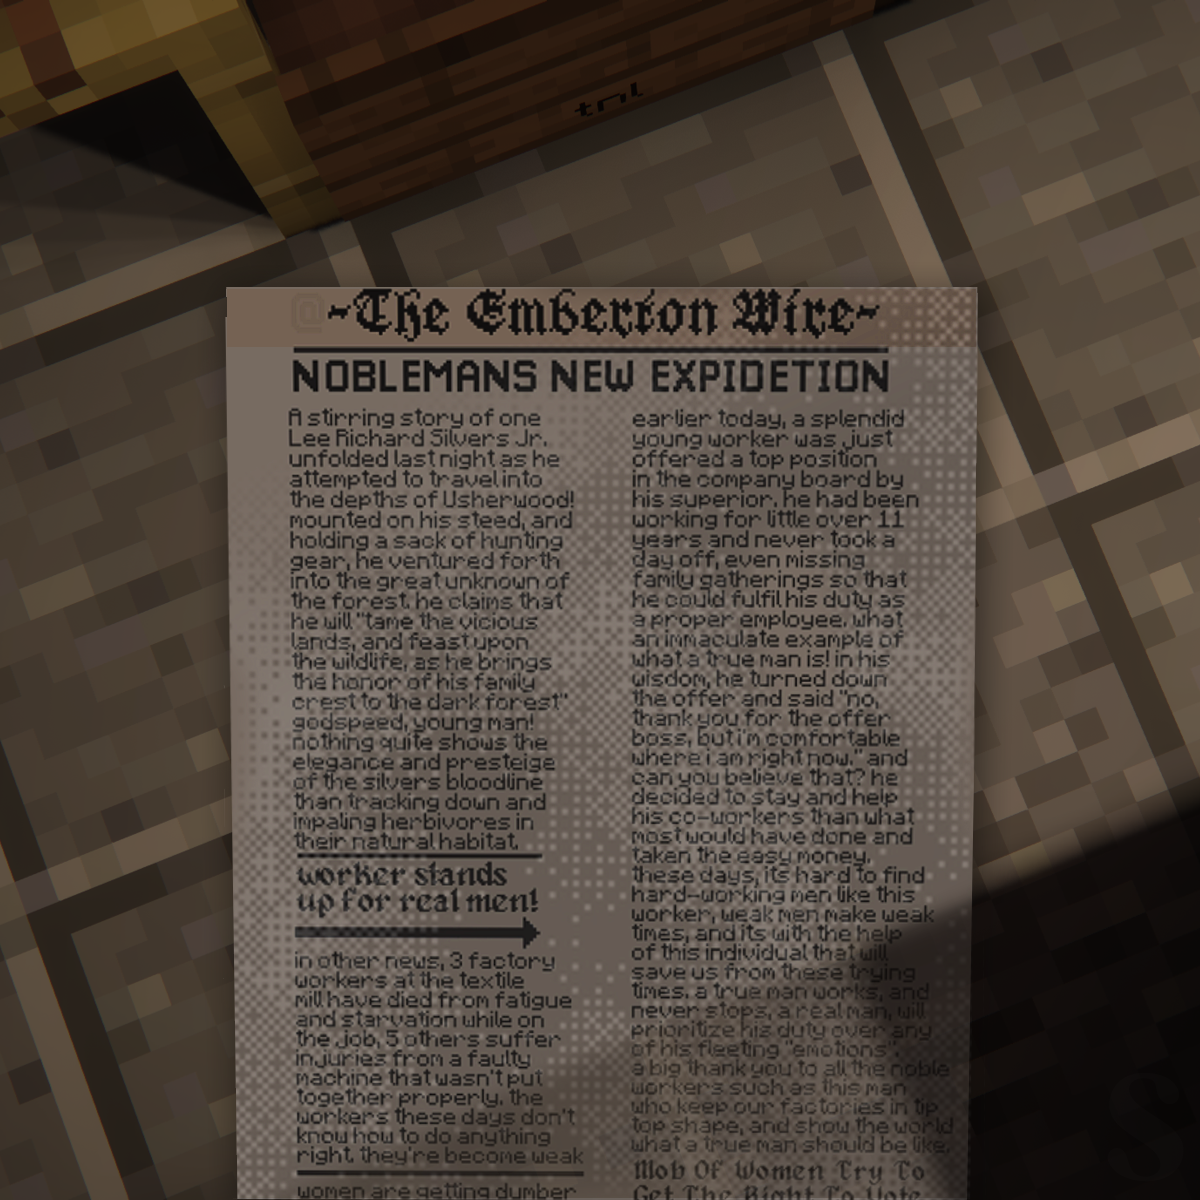 trl
~The Emberton Wire~
NOBLEMANS NEW EXPIDETION
A stirring story of one
Lee Richard Silvers Jr.
unfolded last night as he
attempted to travel into
the depths of Usherwood!
mounted on his steed, and
holding a sack of hunting
gear, he ventured forth
into the great unknown of
the forest. he claims that
he will "tame the vicious
lands, and feast upon
the wildlife, as he brings
the honor of his family
crest to the dark forest"
godspeed, young man!
nothing quite shows the
elegance and presteige
of the silvers bloodline
than tracking down and
impaling herbivores in
their natural habitat.
worker stands
up for real men!
in other news, 3 factory
workers at the textile
mill have died from fatigue
and starvation while on
the job, 5 others suffer
injuries from a faulty
machine that wasn't put
together properly. the
workers these days don't
know how to do anything
right. they're become weak
women are getting dumber
earlier today, a splendid
young worker was just
offered a top position
in the company board by
his superior. he had been
working for little over 11
years and never took a
day off, even missing
family gatherings so that
he could fulfil his duty as
a proper employee. what
an immaculate example of
what a true man is! in his
wisdom, he turned down
the offer and said "no,
thank you for the offer
boss, but i'm comfortable
where i am right now." and
can you believe that? he
decided to stay and help
his co-workers than what
most would have done and
taken the easy money.
these days, its hard to find
hard-working men like this
worker, weak men make weak
times, and its with the help
of this individual that will
save us from these trying
times. a true man works, and
never stops, a real man, will
prioritize his duty over any
of his fleeting "emotions".
a big thank you to all the noble
workers such as this man
who keep our factories in tip
top shape, and show the world
what a true man should be like.
Mob Of Women Try To
Get The Right To Vote